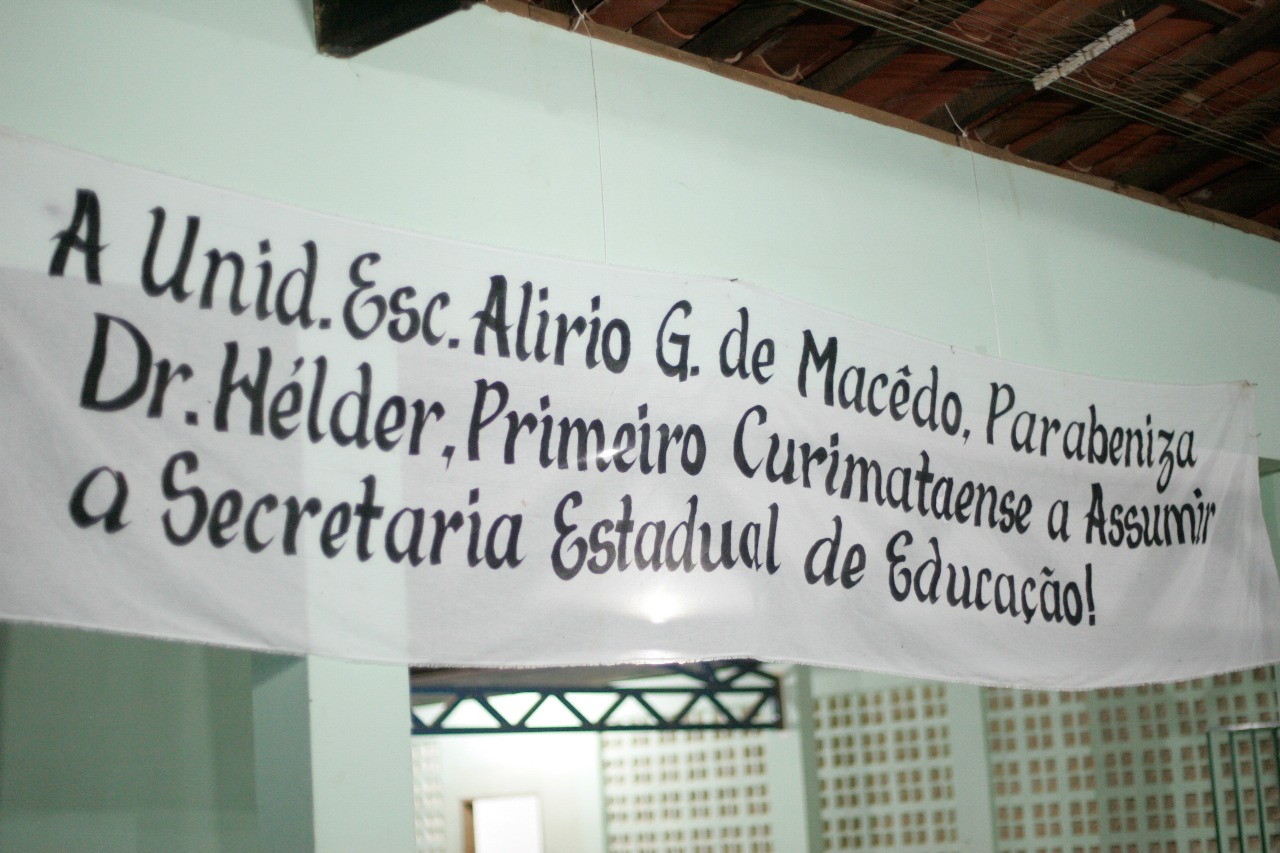 A Unid. Esc. Alirio G. de Macêdo, Parabeniza
Dr. Hélder, Primeiro Curimataense a Assumir
a Secretaria Estadual de Educação!